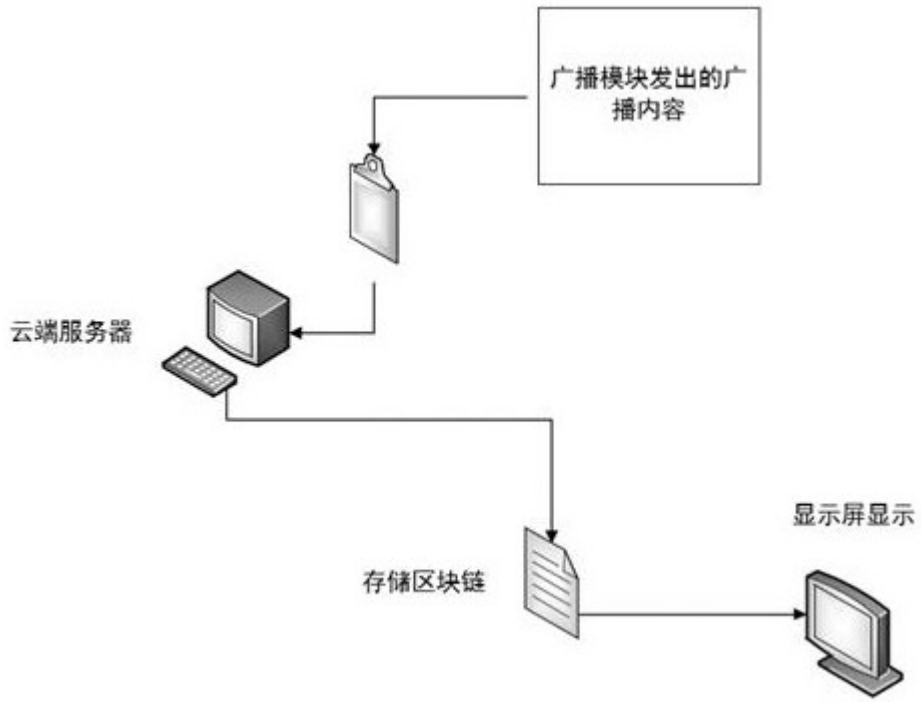 广播模块发出的广
播内容
云端服务器
显示屏显示
存储区块链